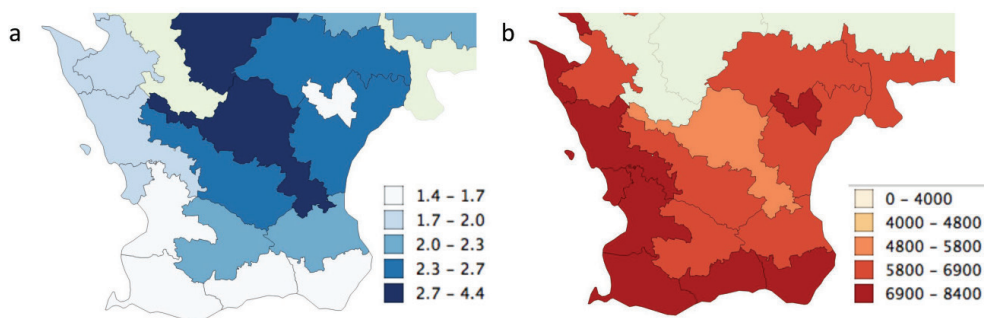 a
1.4 – 1.7
1.7 – 2.0
2.0 – 2.3
2.3 – 2.7
2.7 – 4.4
b
0 – 4000
4000 – 4800
4800 – 5800
5800 – 6900
6900 – 8400